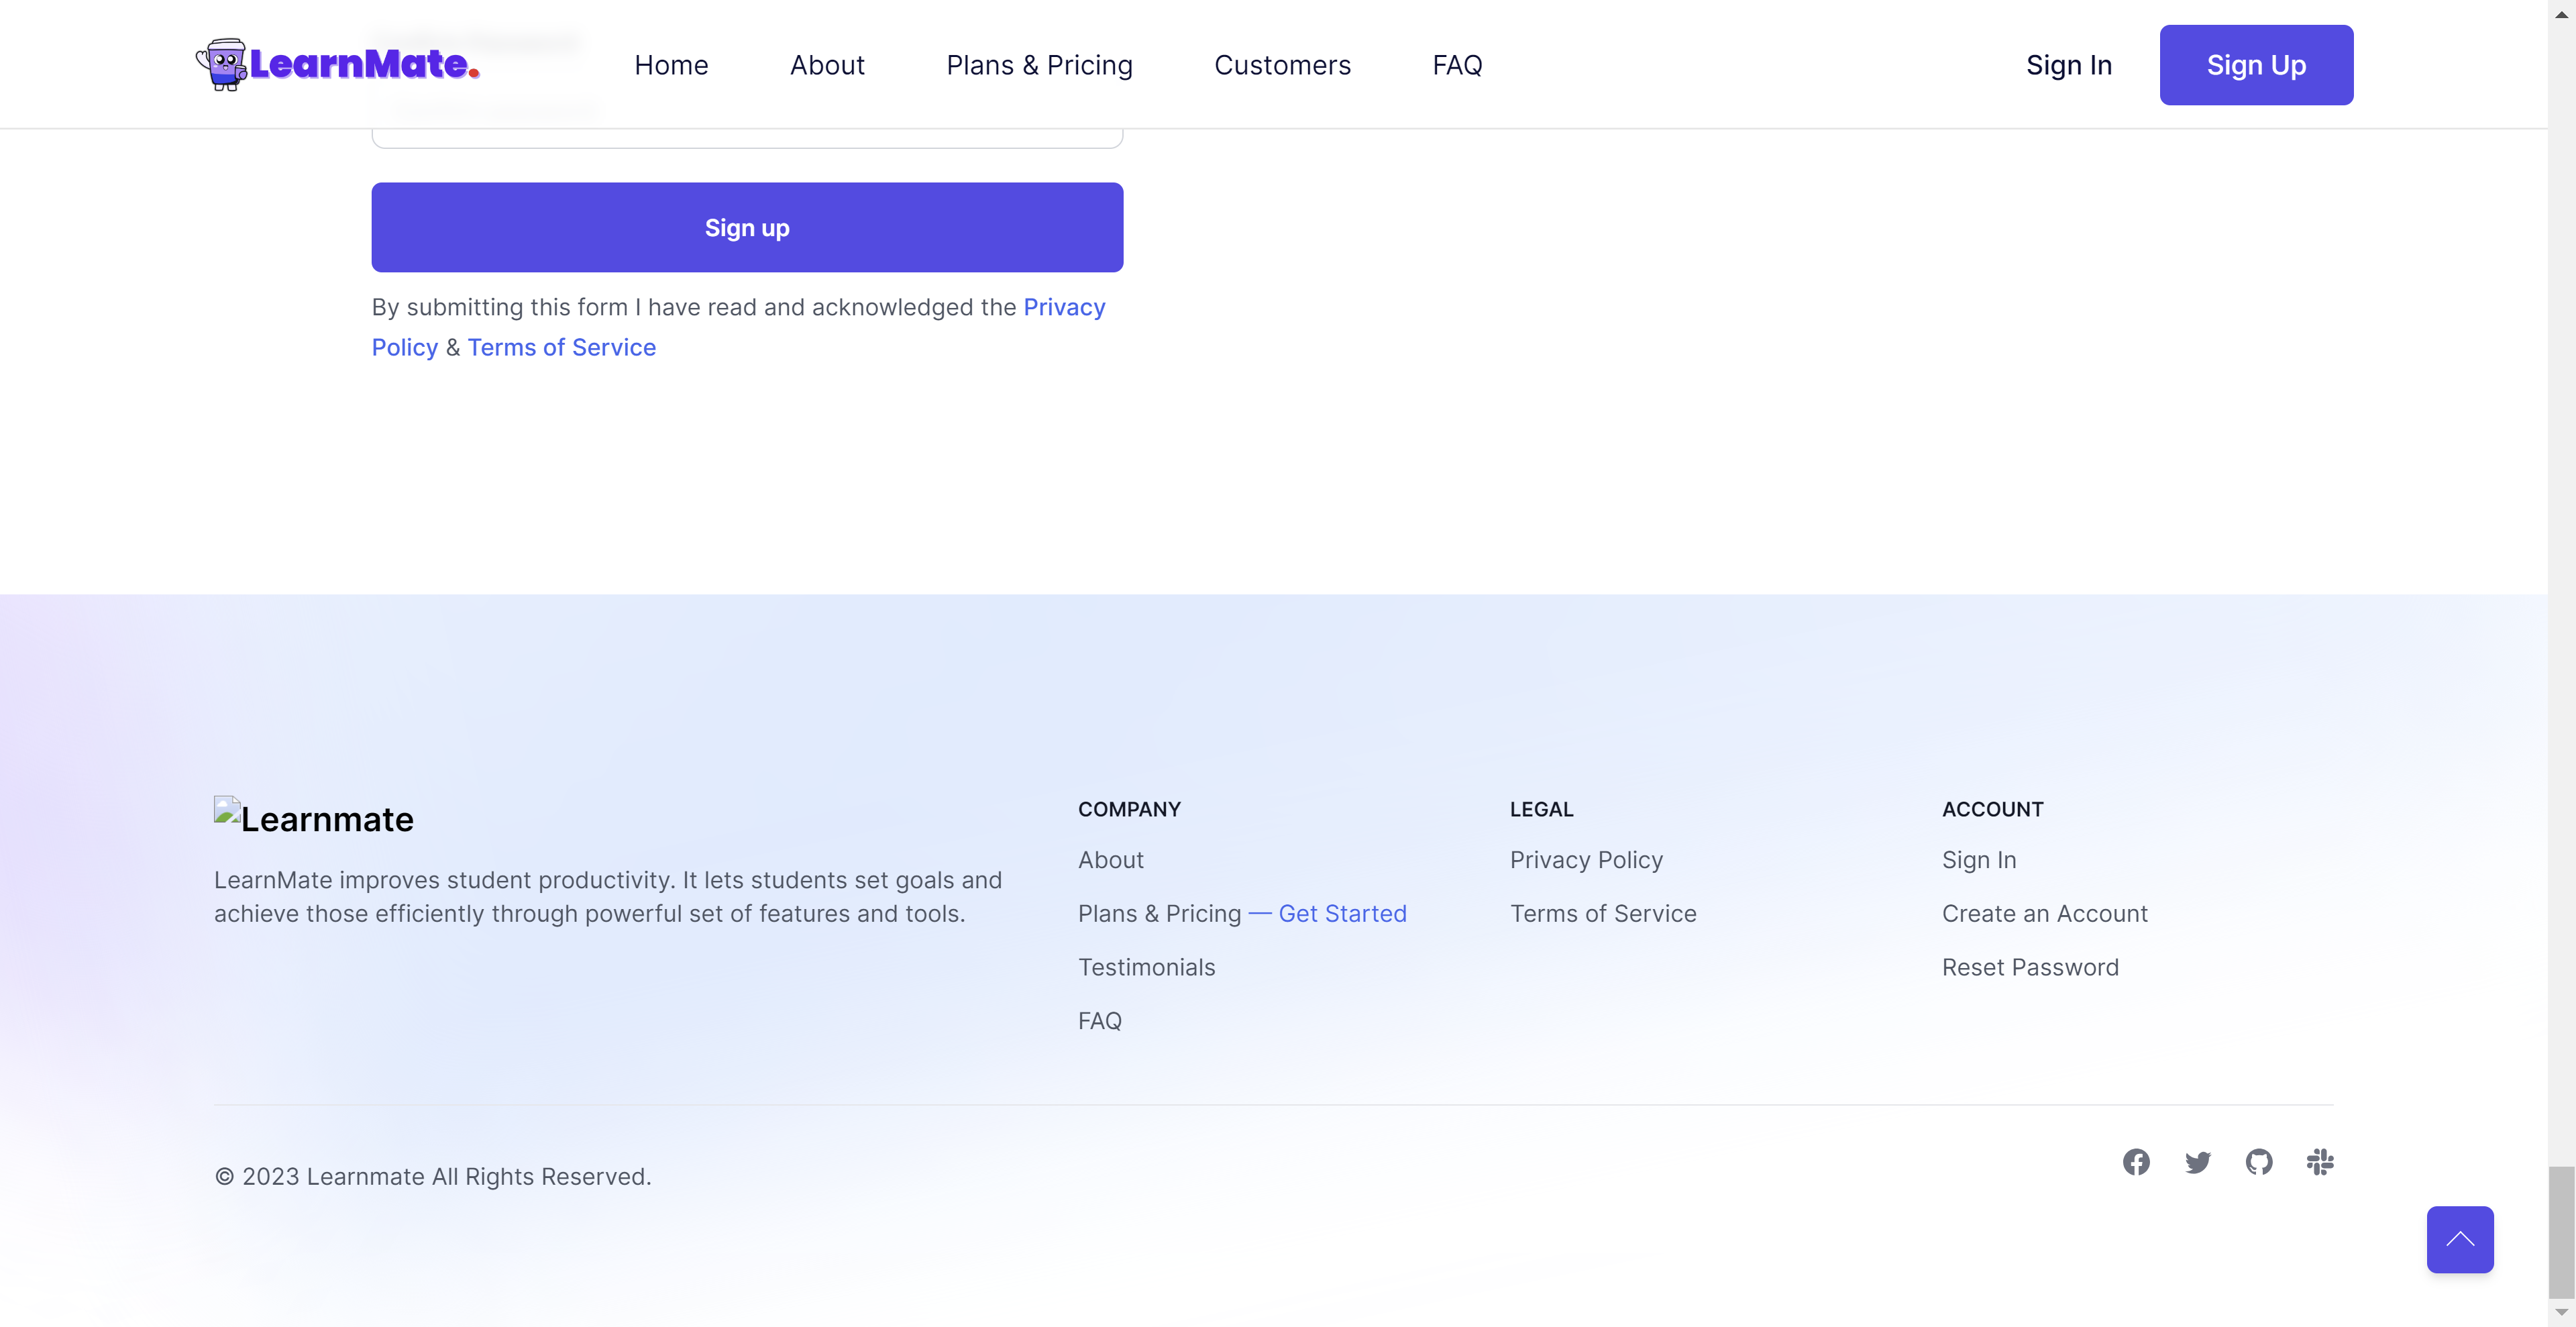 LearnMate.
Home
About
Plans & Pricing
Customers
FAQ
Sign In
Sign Up
Sign up
By submitting this form I have read and acknowledged the Privacy
Policy & Terms of Service
Learnmate
LearnMate improves student productivity. It lets students set goals and
achieve those efficiently through powerful set of features and tools.
COMPANY
About
Plans & Pricing — Get Started
Testimonials
FAQ
LEGAL
Privacy Policy
Terms of Service
ACCOUNT
Sign In
Create an Account
Reset Password
© 2023 Learnmate All Rights Reserved.